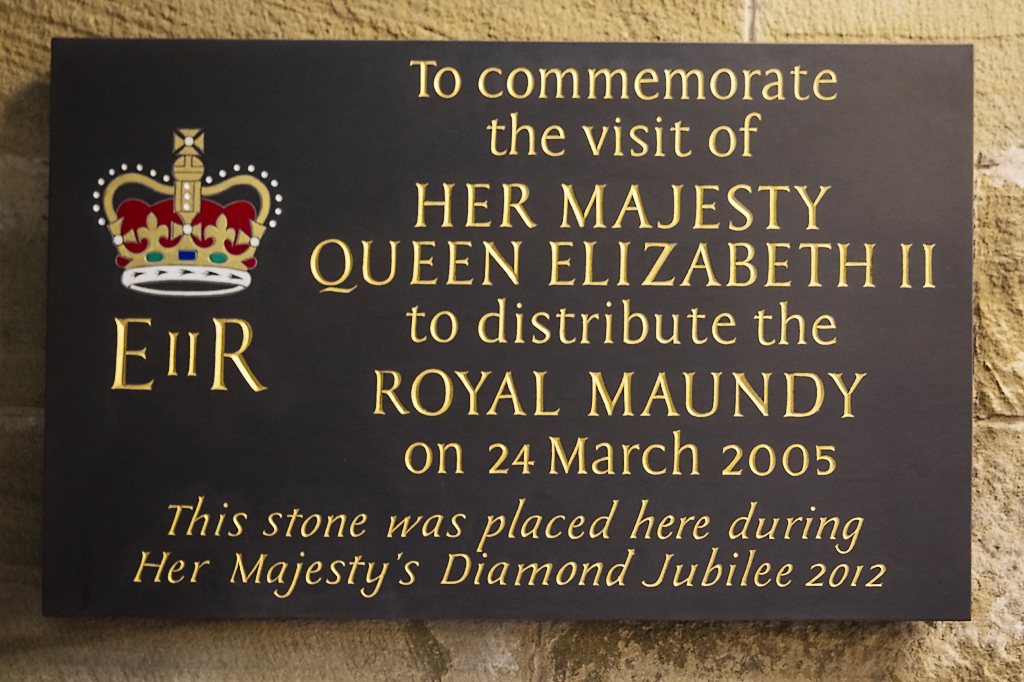 To commemorate
the visit of
HER MAJESTY
QUEEN ELIZABETH II
to distribute the
ROYAL MAUNDY
on 24 March 2005
EIIR
This stone was placed here during
Her Majesty's Diamond Jubilee 2012